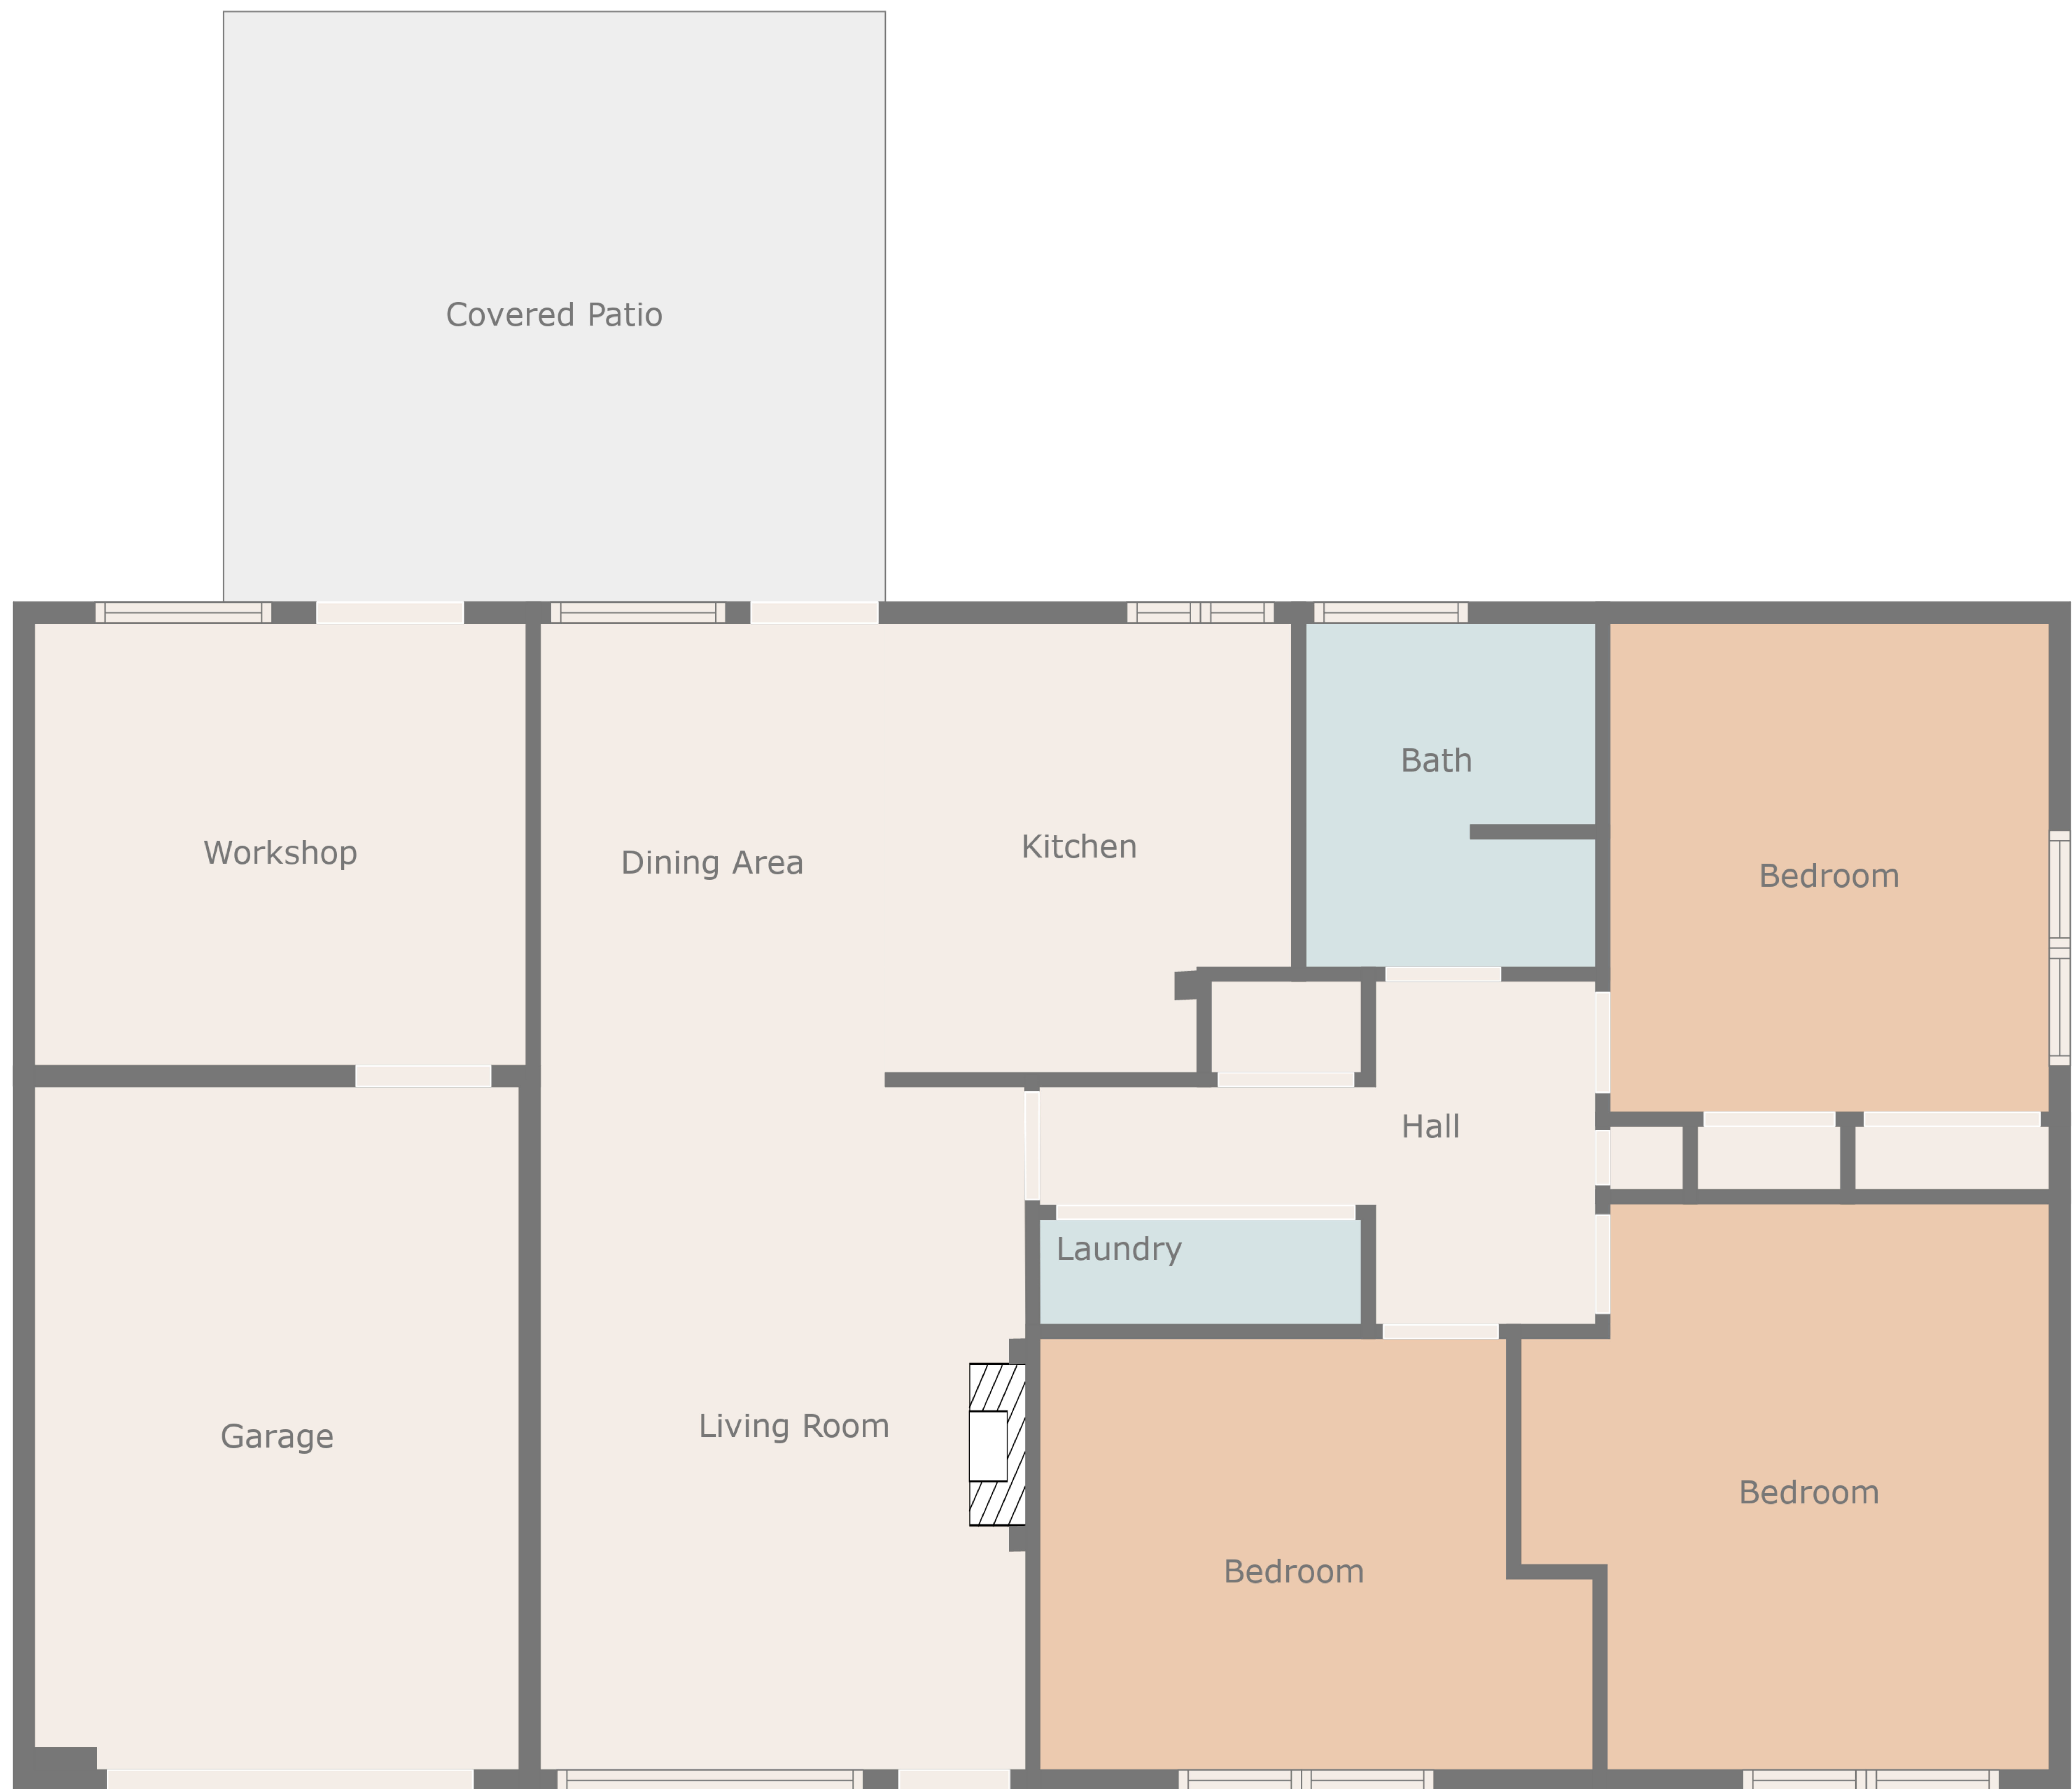 Covered Patio
Bath
Workshop
Dining Area
Kitchen
Bedroom
Hall
Laundry
Garage
Living Room
Bedroom
Bedroom